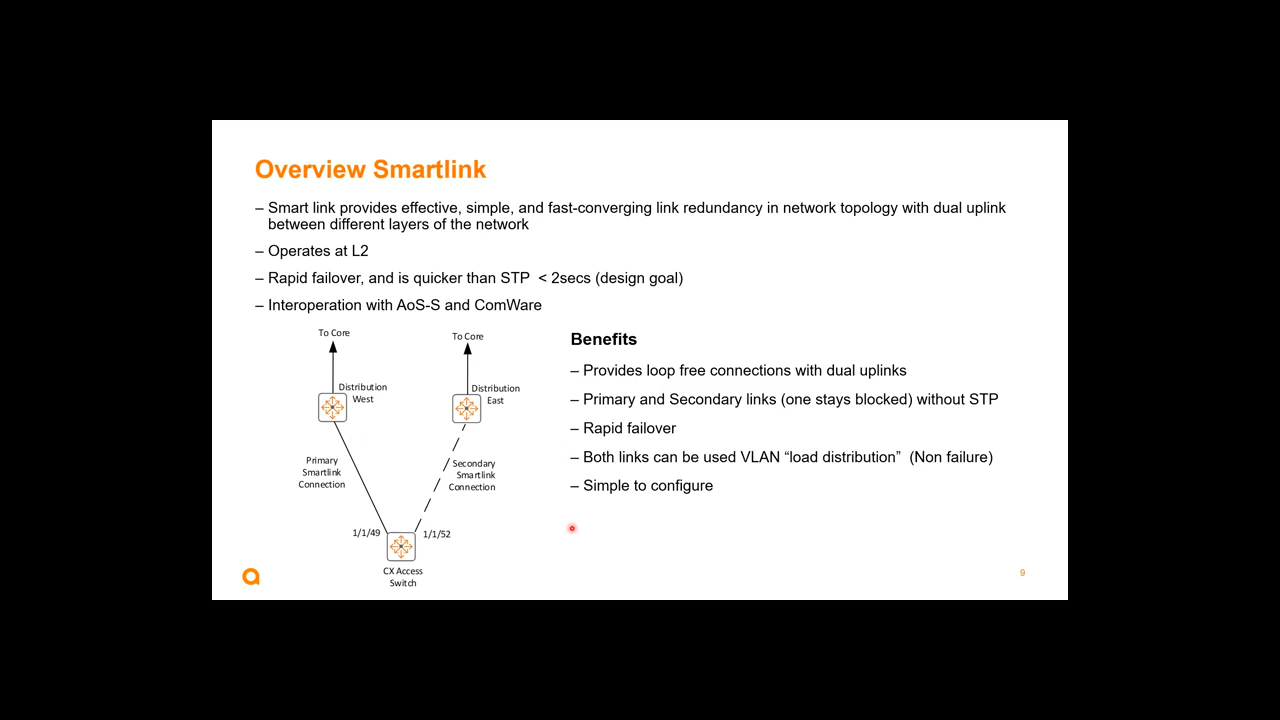 Overview Smartlink
– Smart link provides effective, simple, and fast-converging link redundancy in network topology with dual uplink
between different layers of the network
– Operates at L2
– Rapid failover, and is quicker than STP < 2secs (design goal)
– Interoperation with AoS-S and ComWare
To Core
To Core
Distribution
West
Distribution
East
Primary
Smartlink
Connection
Secondary
Smartlink
Connection
1/1/49
1/1/52
CX Access
Switch
Benefits
– Provides loop free connections with dual uplinks
– Primary and Secondary links (one stays blocked) without STP
– Rapid failover
– Both links can be used VLAN “load distribution” (Non failure)
– Simple to configure
9